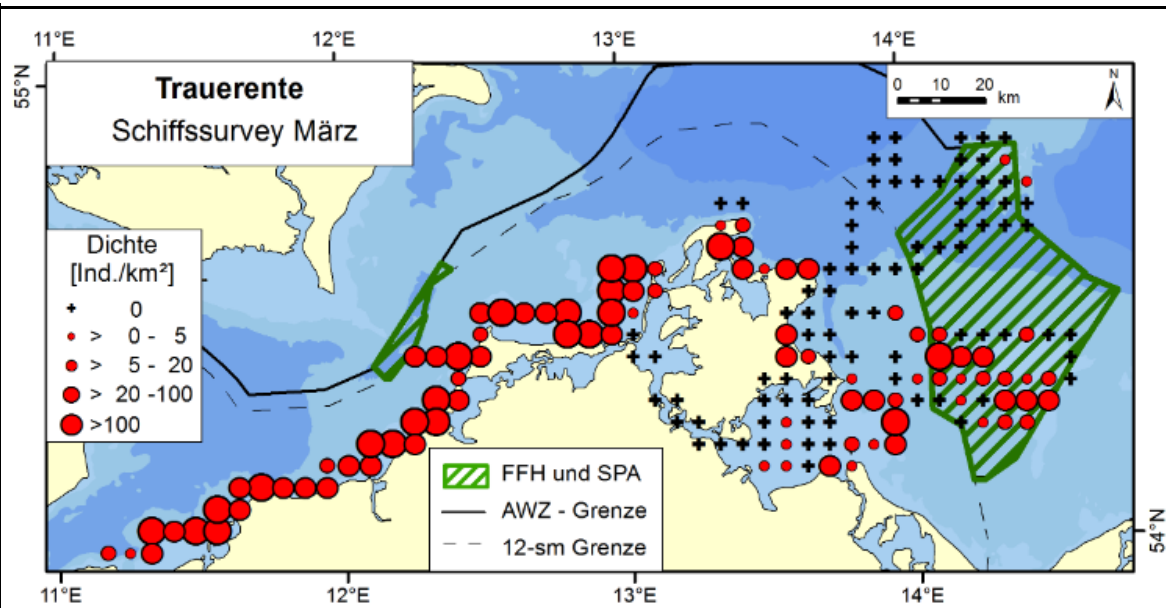 11°E 12°E 13°E 14°E
55°N
Trauerente
Schiffssurvey März
0 10 20
km
N
Dichte
[Ind./km²]
0
> 0 - 5
> 5 - 20
> 20 -100
>100
FFH und SPA
AWZ - Grenze
12-sm Grenze
54°N
11°E 12°E 13°E 14°E